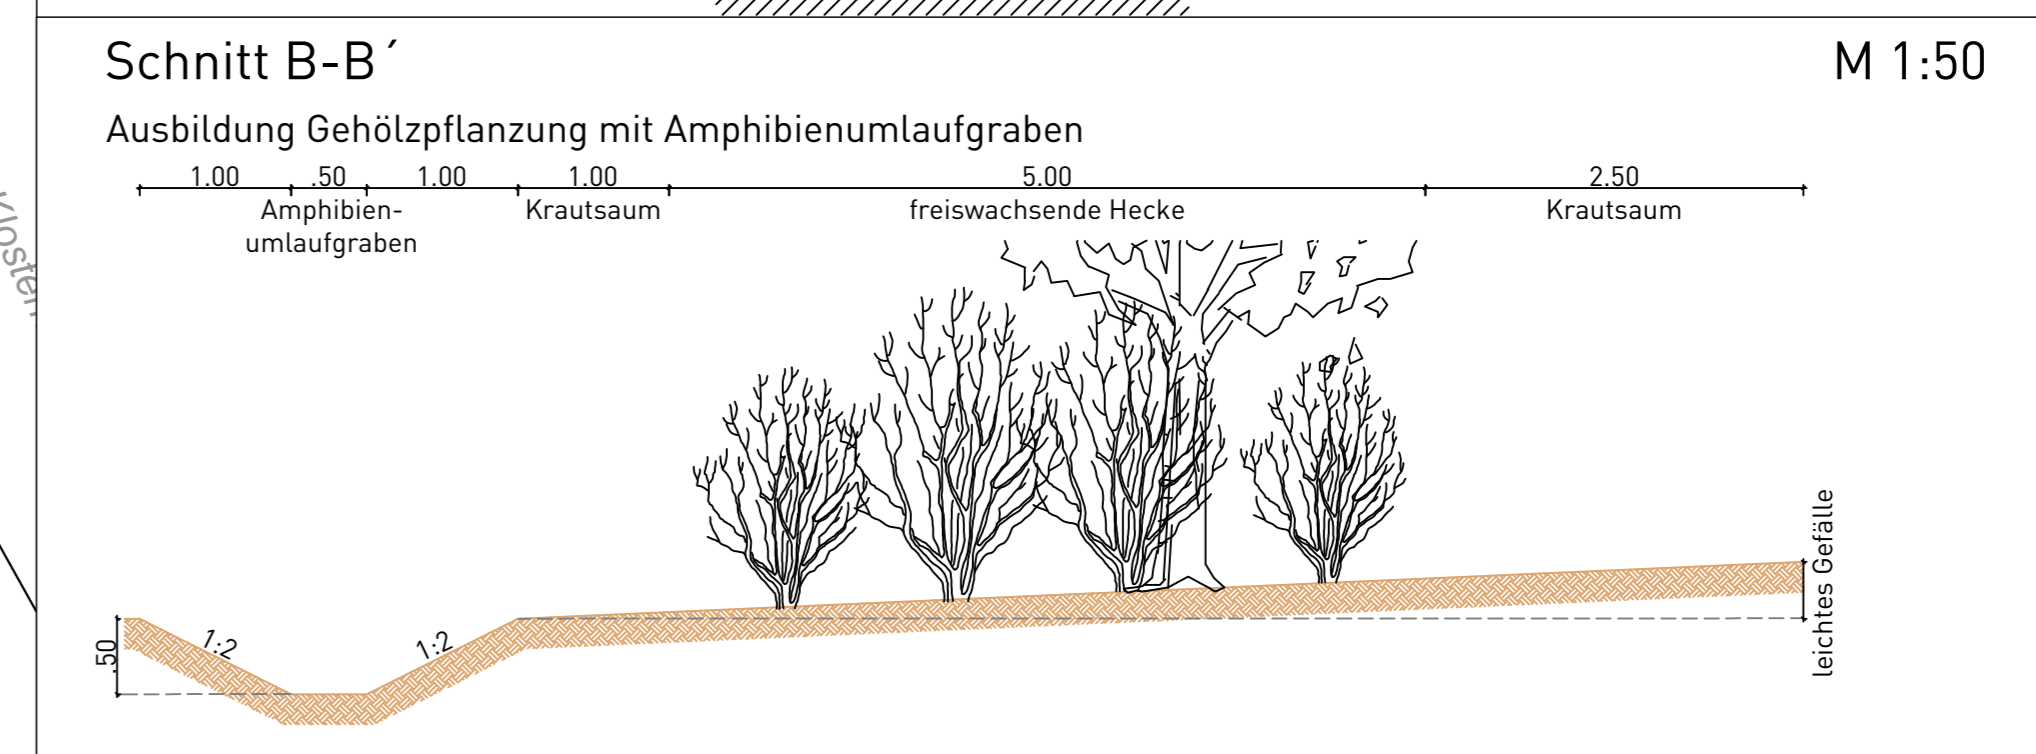 Schnitt B-B´
M 1:50
Ausbildung Gehölzpflanzung mit Amphibienumlaufgraben
1.00 .50 1.00 1.00 5.00 2.50
Amphibien-
umlaufgraben
Krautsaum
freiswachsende Hecke
Krautsaum
1:2
1:2
.50
leichtes Gefälle